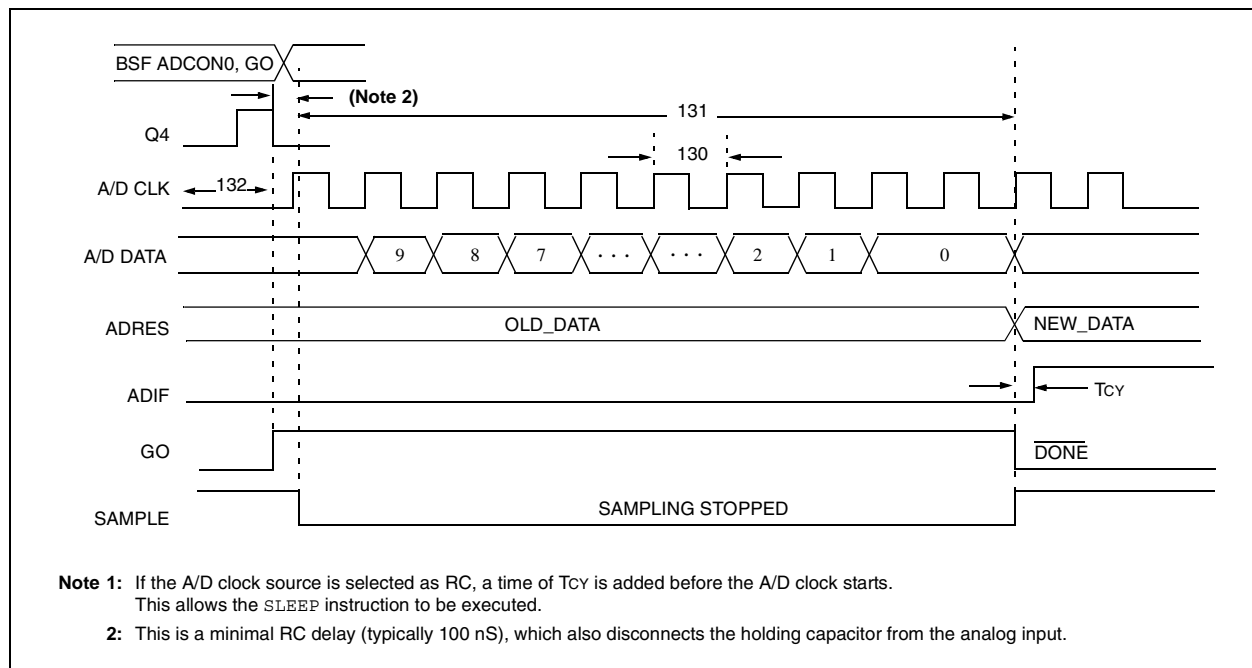 BSF ADCON0, GO
(Note 2)
131
Q4
130
A/D CLK
132
A/D DATA
9 8 7 · · · · · · 2 1 0
ADRES
OLD_DATA
NEW_DATA
ADIF
TCY
GO
DONE
SAMPLE
SAMPLING STOPPED
Note 1: If the A/D clock source is selected as RC, a time of TCY is added before the A/D clock starts.
This allows the SLEEP instruction to be executed.
2: This is a minimal RC delay (typically 100 nS), which also disconnects the holding capacitor from the analog input.